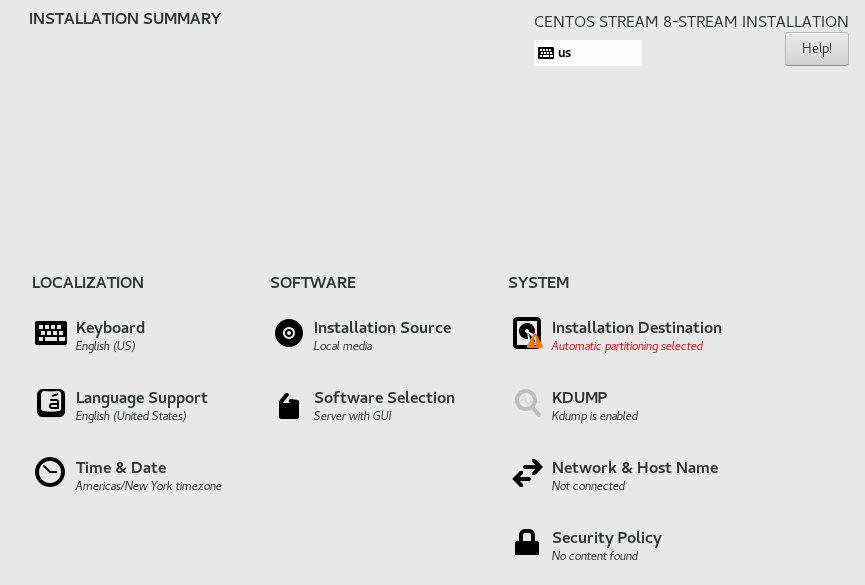 INSTALLATION SUMMARY
CENTOS STREAM 8-STREAM INSTALLATION
us
Help!
LOCALIZATION
Keyboard
English (US)
Language Support
English (United States)
Time & Date
Americas/New York timezone
SOFTWARE
Installation Source
Local media
Software Selection
Server with GUI
SYSTEM
Installation Destination
Automatic partitioning selected
KDUMP
Kdump is enabled
Network & Host Name
Not connected
Security Policy
No content found